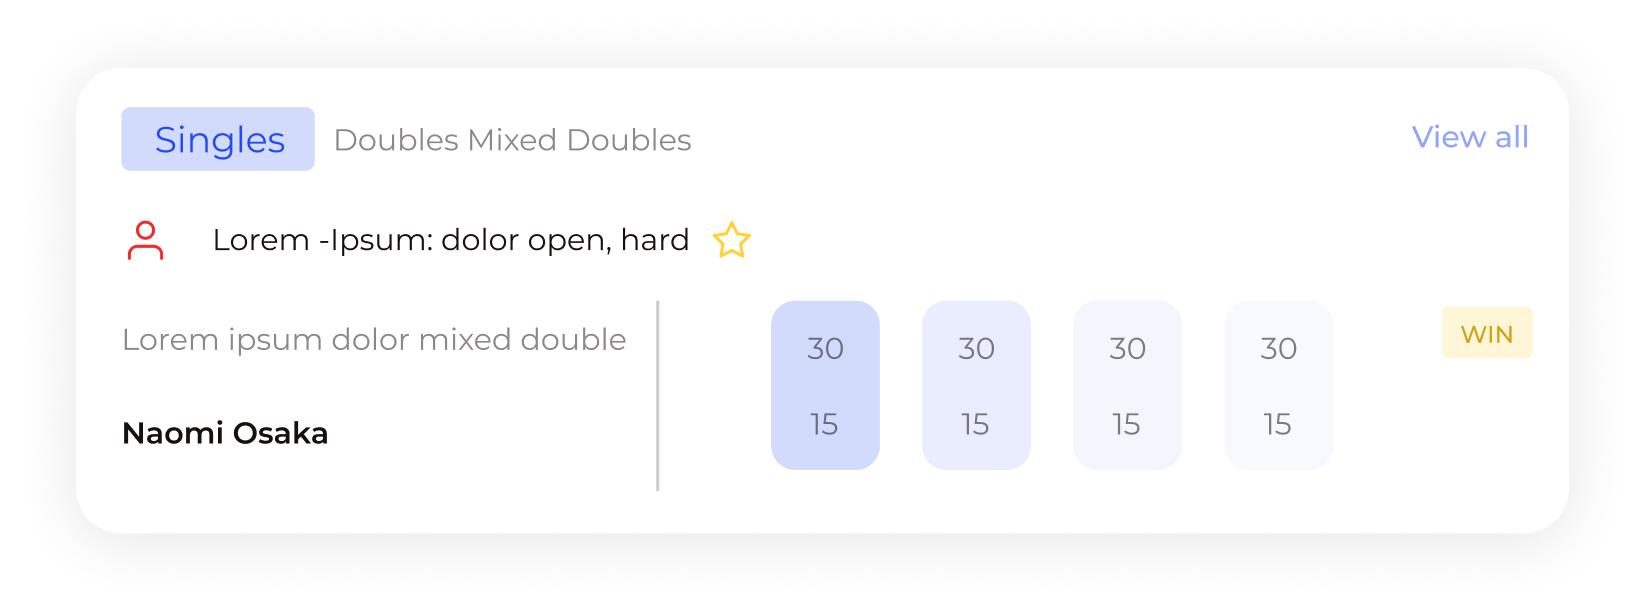 Singles Doubles Mixed Doubles View all
Lorem -Ipsum: dolor open, hard
Lorem ipsum dolor mixed double 30 30 30 30 WIN
15 15 15 15
Naomi Osaka